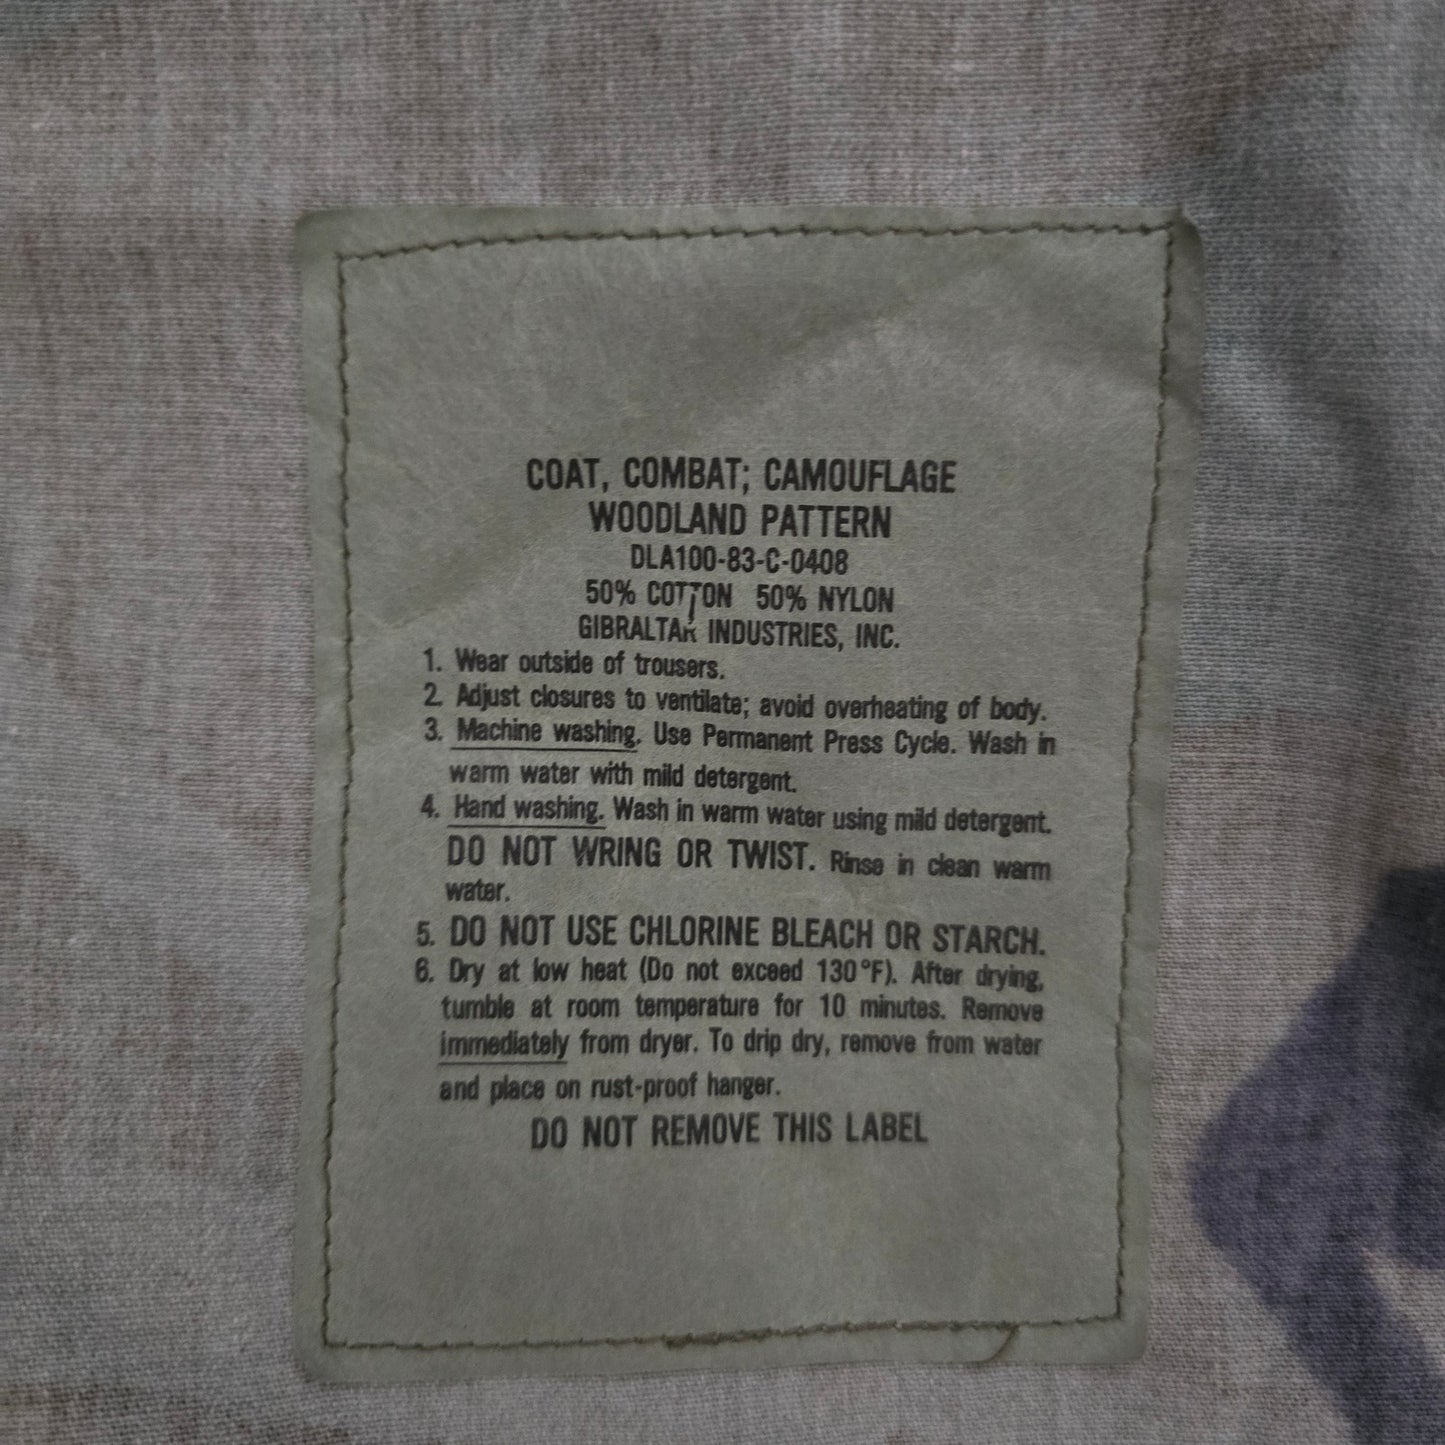 COAT, COMBAT; CAMOUFLAGE
WOODLAND PATTERN
DLA100-83-C-0408
50% COTTON 50% NYLON
GIBRALTAR INDUSTRIES, INC.
1. Wear outside of trousers.
2. Adjust closures to ventilate; avoid overheating of body.
3. Machine washing. Use Permanent Press Cycle. Wash in
warm water with mild detergent.
4. Hand washing. Wash in warm water using mild detergent.
DO NOT WRING OR TWIST. Rinse in clean warm
water.
5. DO NOT USE CHLORINE BLEACH OR STARCH.
6. Dry at low heat (Do not exceed 130°F). After drying,
tumble at room temperature for 10 minutes. Remove
immediately from dryer. To drip dry, remove from water
and place on rust-proof hanger.
DO NOT REMOVE THIS LABEL